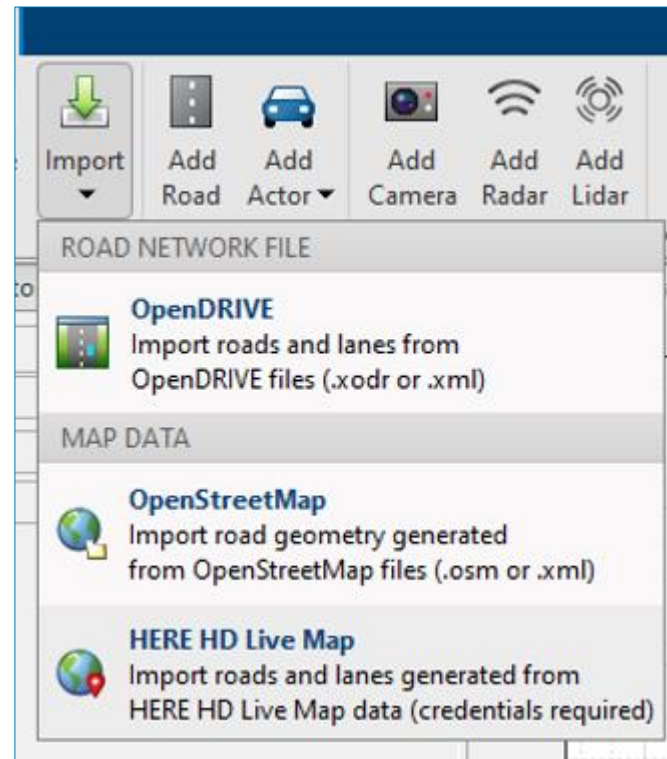 Import
Add
Road
Add
Actor
Add
Camera
Add
Radar
Add
Lidar
ROAD NETWORK FILE
to
OpenDRIVE
Import roads and lanes from
OpenDRIVE files (.xodr or .xml)
MAP DATA
OpenStreetMap
Import road geometry generated
from OpenStreetMap files (.osm or .xml)
HERE HD Live Map
Import roads and lanes generated from
HERE HD Live Map data (credentials required)